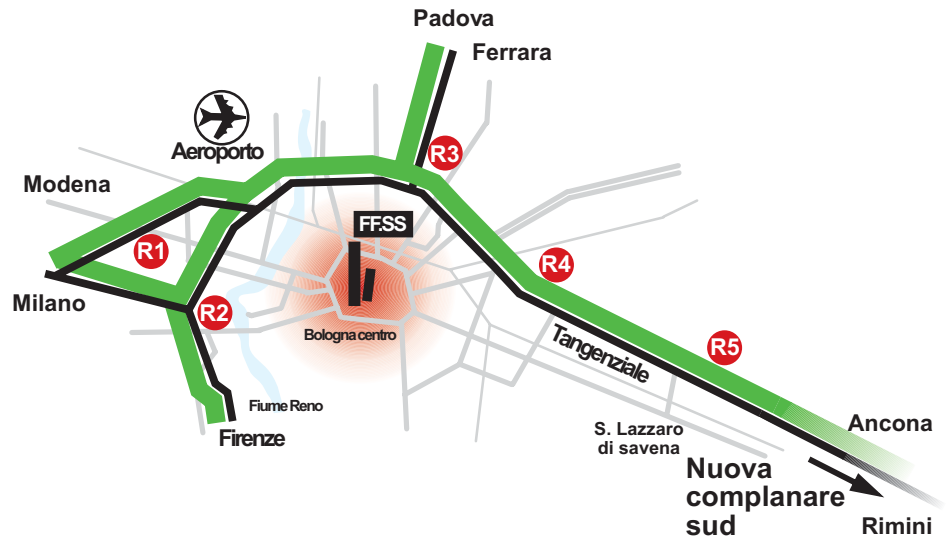 Padova
Ferrara
Aeroporto
R3
Modena
FF.SS
R1
R4
Milano
R2
Bologna centro
Tangenziale
R5
Fiume Reno
Firenze
S. Lazzaro
di savena
Ancona
Nuova
complanare
sud
Rimini